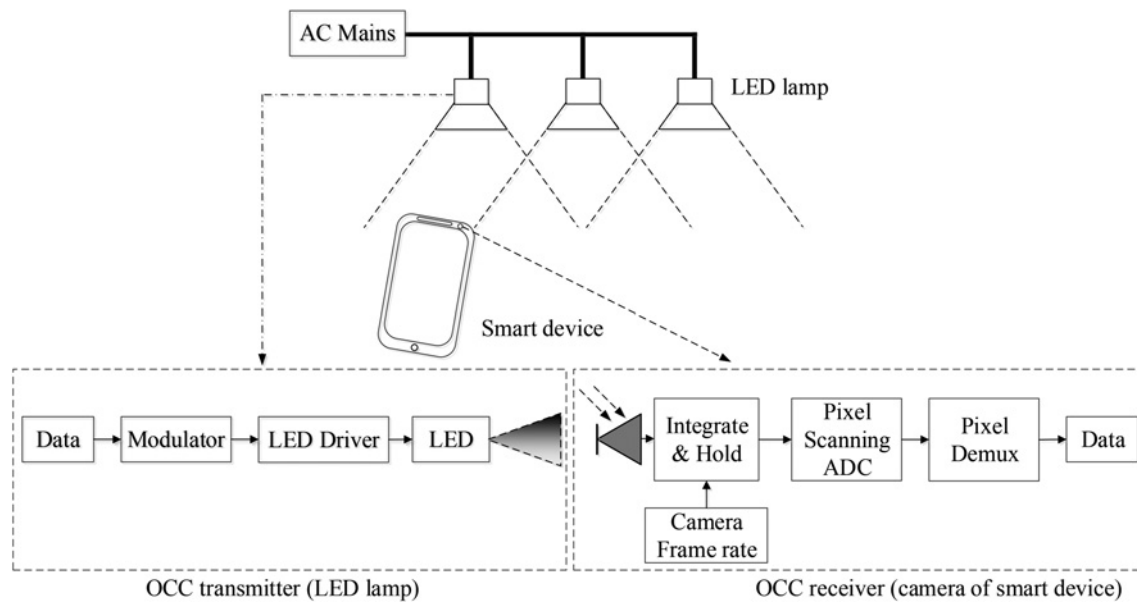 AC Mains
LED lamp
Smart device
Data
Modulator
LED Driver
LED
Integrate
& Hold
Pixel
Scanning
ADC
Pixel
Demux
Data
Camera
Frame rate
OCC transmitter (LED lamp)
OCC receiver (camera of smart device)